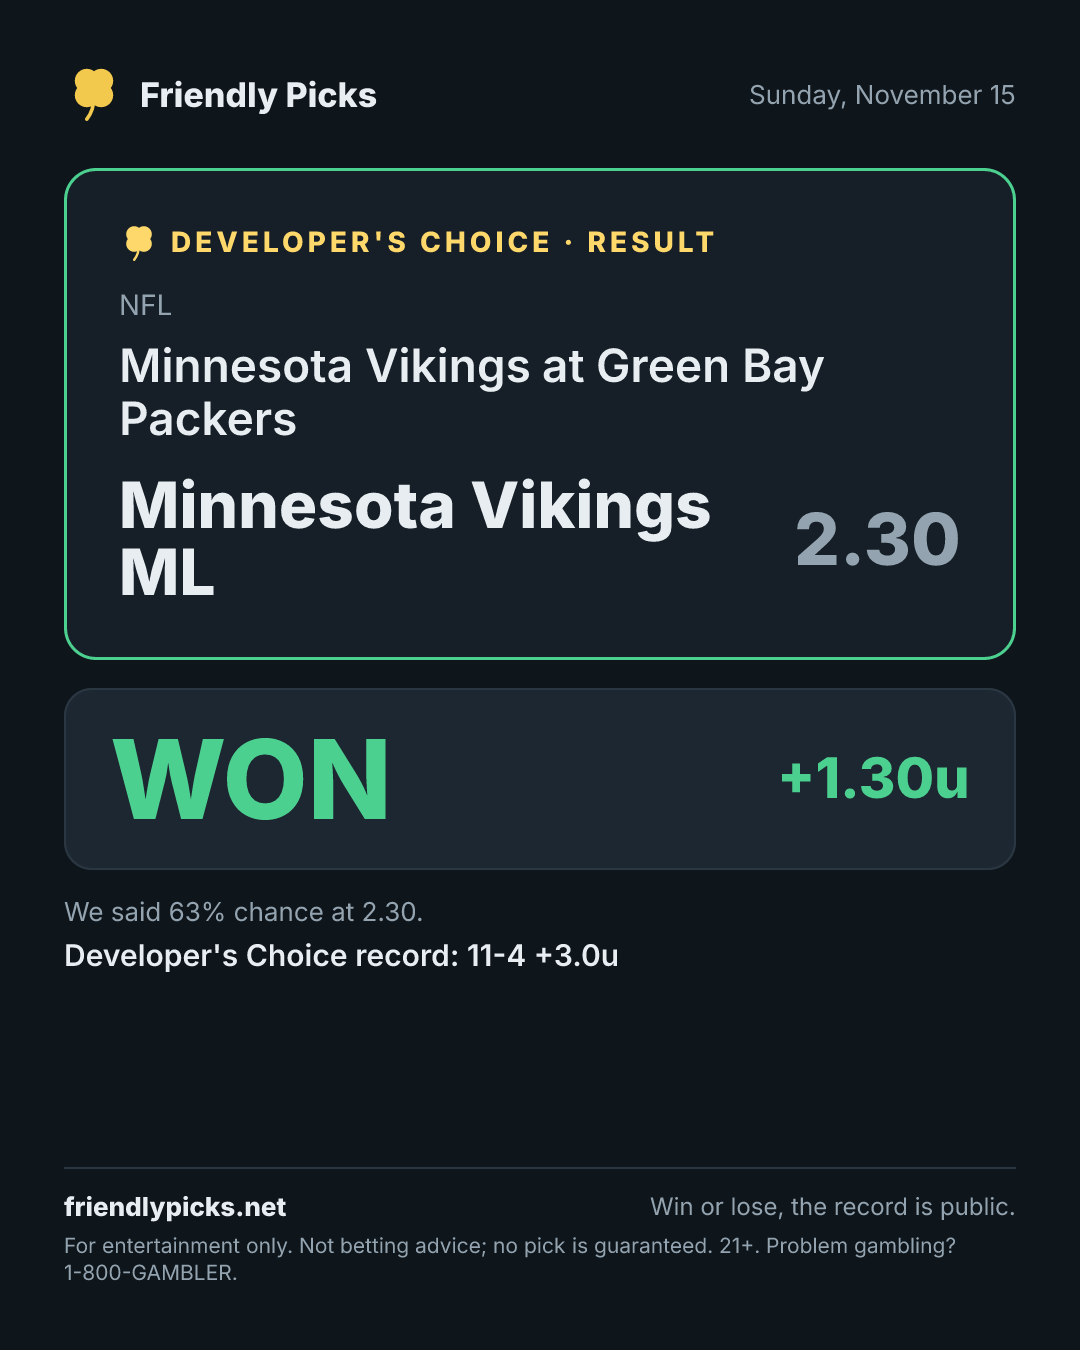 Friendly Picks
Sunday, November 15
DEVELOPER'S CHOICE · RESULT
NFL
Minnesota Vikings at Green Bay
Packers
Minnesota Vikings
ML
2.30
WON
+1.30u
We said 63% chance at 2.30.
Developer's Choice record: 11-4 +3.0u
friendlypicks.net
Win or lose, the record is public.
For entertainment only. Not betting advice; no pick is guaranteed. 21+. Problem gambling?
1-800-GAMBLER.